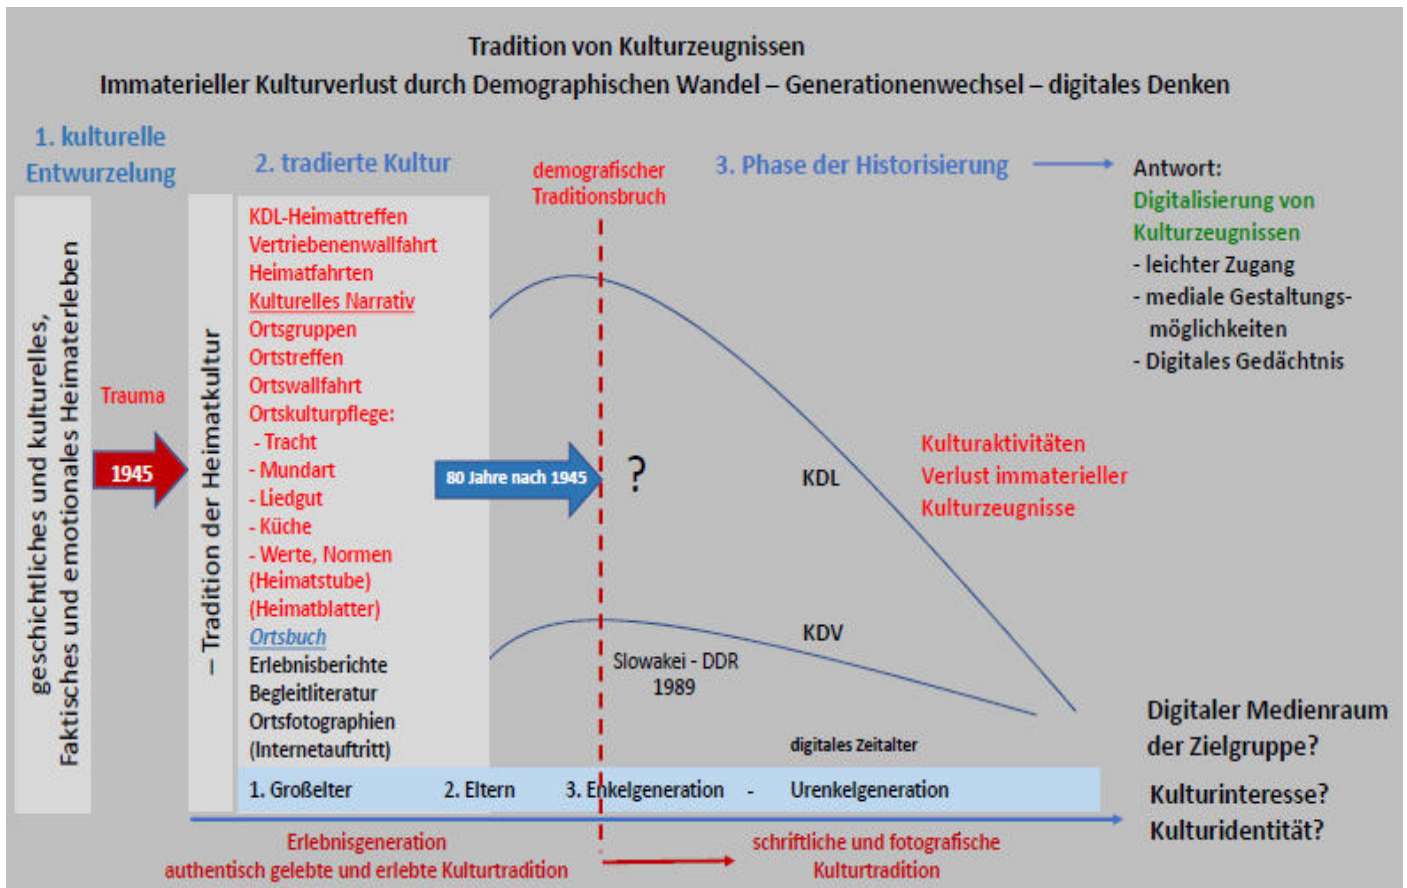 Tradition von Kulturzeugnissen
Immaterieller Kulturverlust durch Demographischen Wandel – Generationenwechsel – digitales Denken
1. kulturelle
Entwurzelung
geschichtliches und kulturelles,
Faktisches und emotionales Heimaterleben
Trauma
1945
– Tradition der Heimatkultur
2. tradierte Kultur
KDL-Heimattreffen
Vertriebenenwallfahrt
Heimatfahrten
Kulturelles Narrativ
Ortsgruppen
Ortstreffen
Ortswallfahrt
Ortskulturpflege:
- Tracht
- Mundart
- Liedgut
- Küche
- Werte, Normen
(Heimatstube)
(Heimatblatter)
Ortsbuch
Erlebnisberichte
Begleitliteratur
Ortsfotographien
(Internetauftritt)
80 Jahre nach 1945
demografischer
Traditionsbruch
?
3. Phase der Historisierung
KDL
Kulturaktivitäten
Verlust immaterieller
Kulturzeugnisse
KDV
Slowakei - DDR
1989
digitales Zeitalter
Antwort:
Digitalisierung von
Kulturzeugnissen
- leichter Zugang
- mediale Gestaltungs-
möglichkeiten
- Digitales Gedächtnis
Digitaler Medienraum
der Zielgruppe?
Kulturinteresse?
Kulturidentität?
1. Großelter 2. Eltern 3. Enkelgeneration - Urenkelgeneration
Erlebnisgeneration
authentisch gelebte und erlebte Kulturtradition
schriftliche und fotografische
Kulturtradition